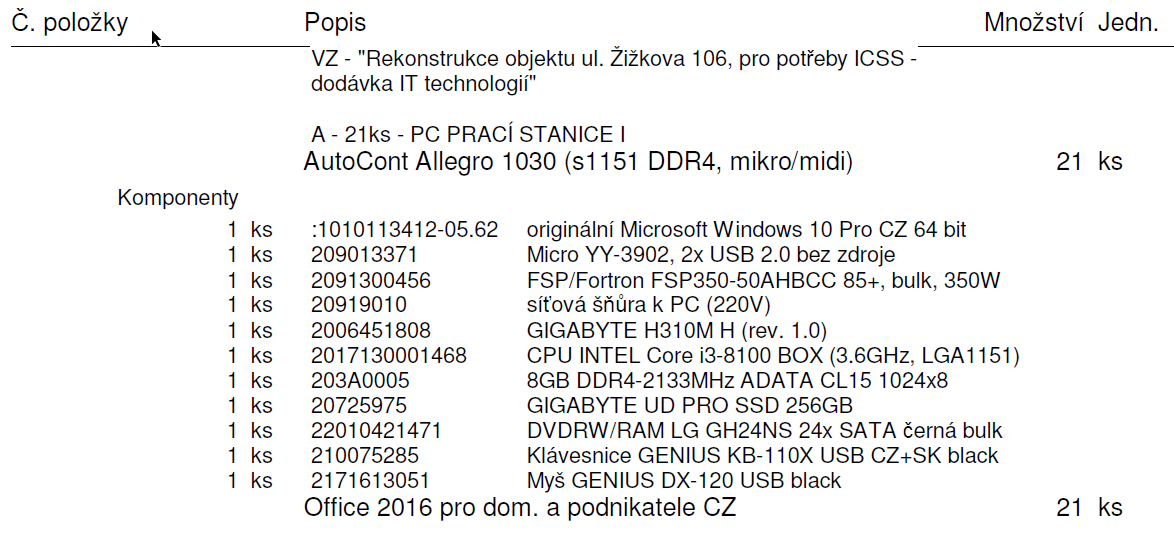 Č. položky Popis Množství Jedn.
VZ - "Rekonstrukce objektu ul. Žižkova 106, pro potřeby ICSS -
dodávka IT technologií"
A - 21ks - PC PRACÍ STANICE I
AutoCont Allegro 1030 (s1151 DDR4, mikro/midi) 21 ks
Komponenty
1 ks :1010113412-05.62 originální Microsoft Windows 10 Pro CZ 64 bit
1 ks 209013371 Micro YY-3902, 2x USB 2.0 bez zdroje
1 ks 2091300456 FSP/Fortron FSP350-50AHBCC 85+, bulk, 350W
1 ks 20919010 síťová šňůra k PC (220V)
1 ks 2006451808 GIGABYTE H310M H (rev. 1.0)
1 ks 2017130001468 CPU INTEL Core i3-8100 BOX (3.6GHz, LGA1151)
1 ks 203A0005 8GB DDR4-2133MHz ADATA CL15 1024x8
1 ks 20725975 GIGABYTE UD PRO SSD 256GB
1 ks 22010421471 DVDRW/RAM LG GH24NS 24x SATA černá bulk
1 ks 210075285 Klávesnice GENIUS KB-110X USB CZ+SK black
1 ks 2171613051 Myš GENIUS DX-120 USB black
Office 2016 pro dom. a podnikatele CZ 21 ks